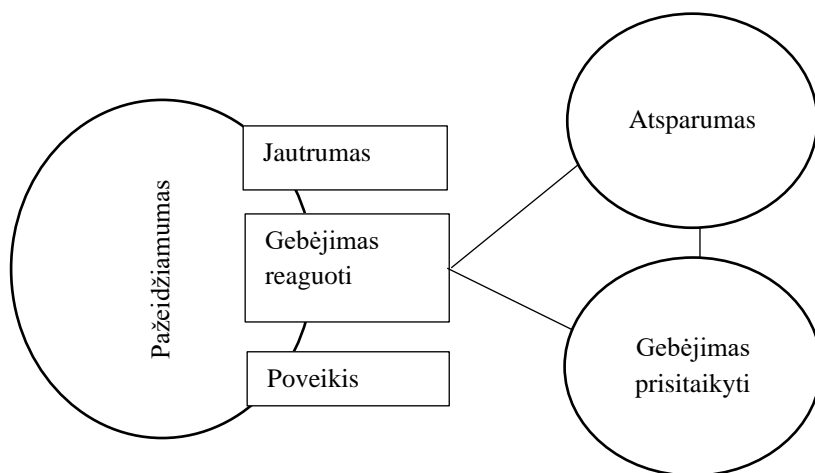 Pažeidžiamumas
Jautrumas
Gebėjimas
reaguoti
Poveikis
Atsparumas
Gebėjimas
prisitaikyti